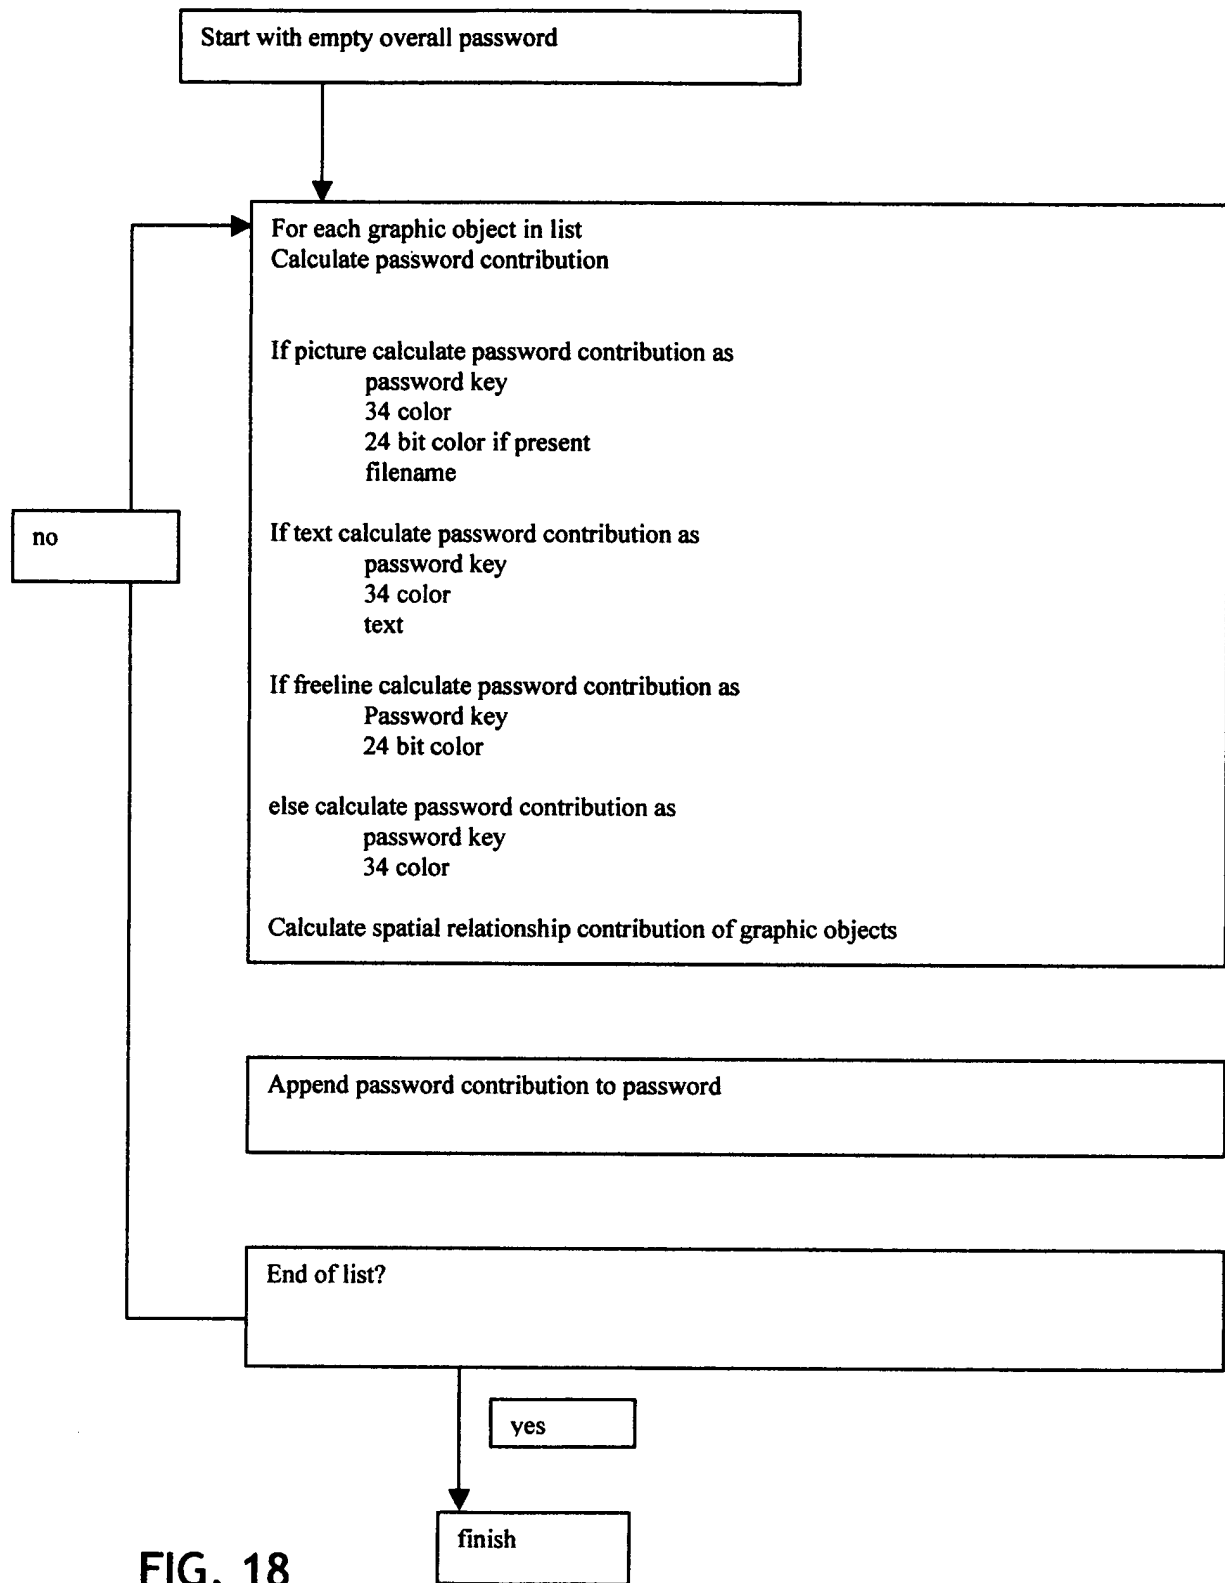 Start with empty overall password
For each graphic object in list
Calculate password contribution
If picture calculate password contribution as
password key
34 color
24 bit color if present
filename
no
If text calculate password contribution as
password key
34 color
text
If freeline calculate password contribution as
Password key
24 bit color
else calculate password contribution as
password key
34 color
Calculate spatial relationship contribution of graphic objects
Append password contribution to password
End of list?
yes
finish
FIG. 18